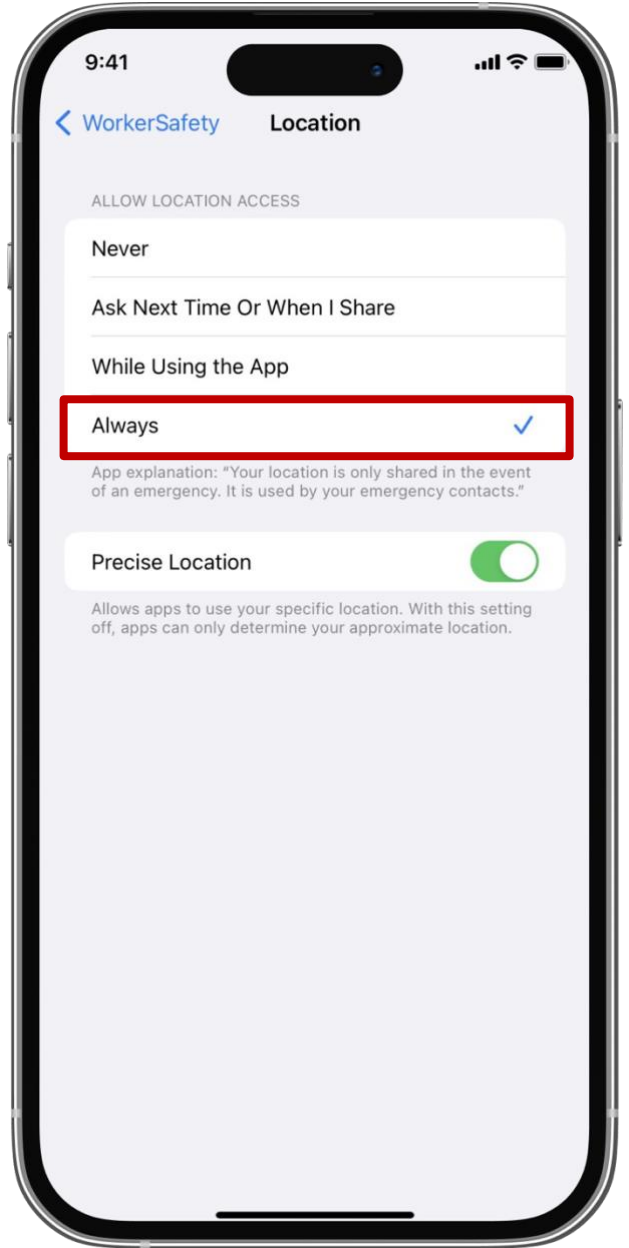 9:41
WorkerSafety Location
ALLOW LOCATION ACCESS
Never
Ask Next Time Or When I Share
While Using the App
Always
App explanation: “Your location is only shared in the event
of an emergency. It is used by your emergency contacts.”
Precise Location
Allows apps to use your specific location. With this setting
off, apps can only determine your approximate location.